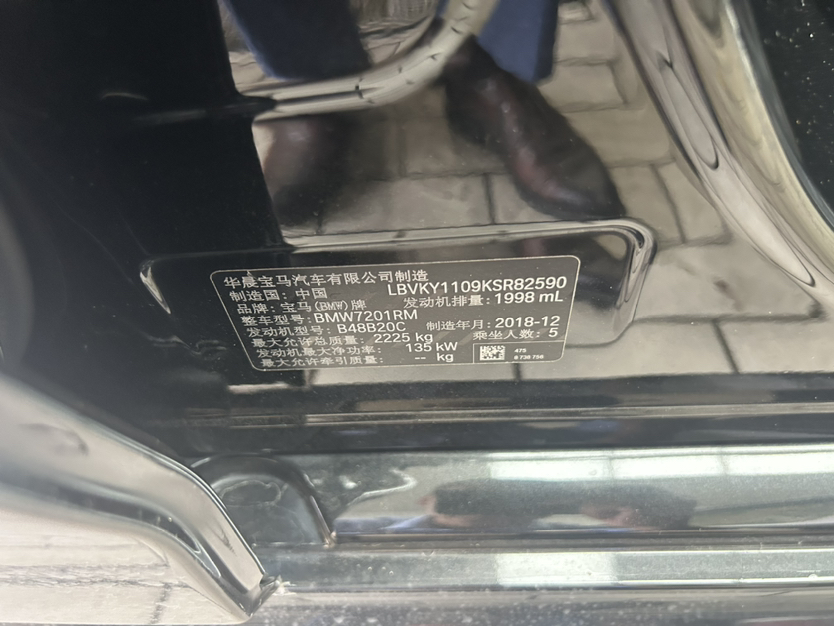 华晨宝马汽车有限公司制造
制造国：中国 LBVKY1109KSR82590
品牌：宝马(BMW)牌 发动机排量：1998 mL
整车型号：BMW7201RM
发动机型号：B48B20C 制造年月：2018-12
最大允许总质量： 2225 kg 乘坐人数：5
发动机最大净功率： 135 kW
最大允许牵引质量： -- kg
475
8 738 756